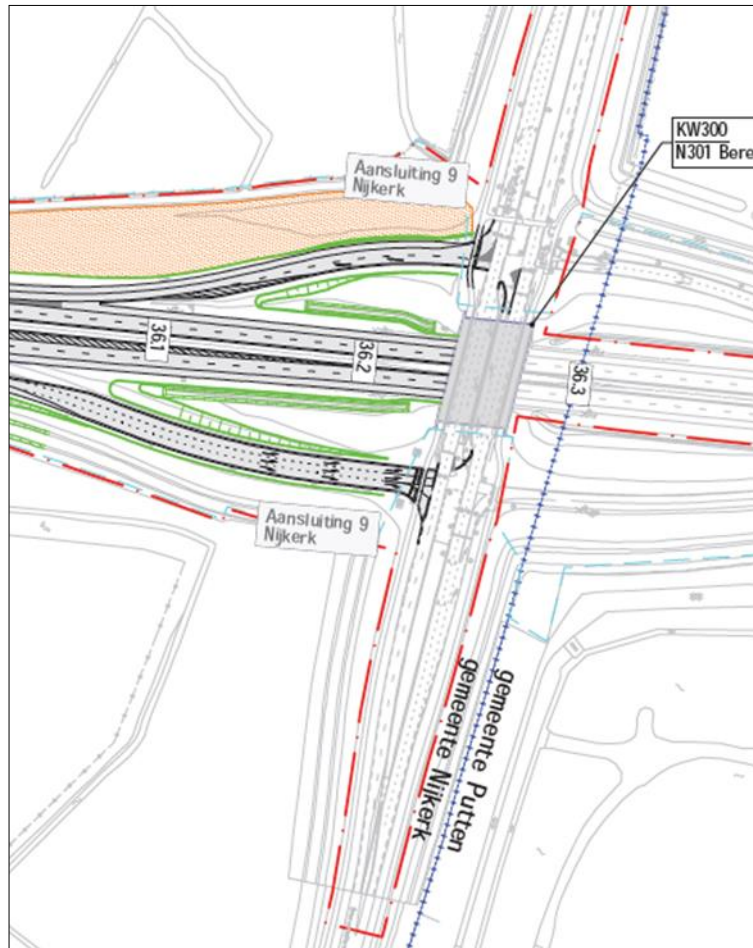 KW300
N301 Bere
Aansluiting 9
Nijkerk
36.1
36.2
36.3
Aansluiting 9
Nijkerk
gemeente Putten
gemeente Nijkerk